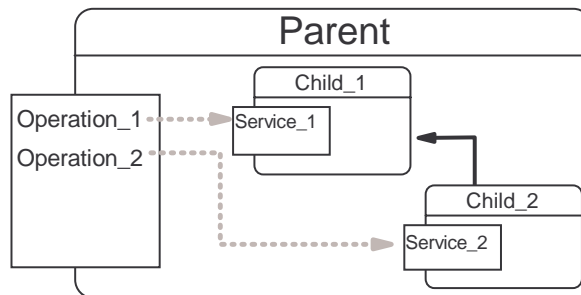 Parent
Child_1
Operation_1
Service_1
Operation_2
Child_2
Service_2